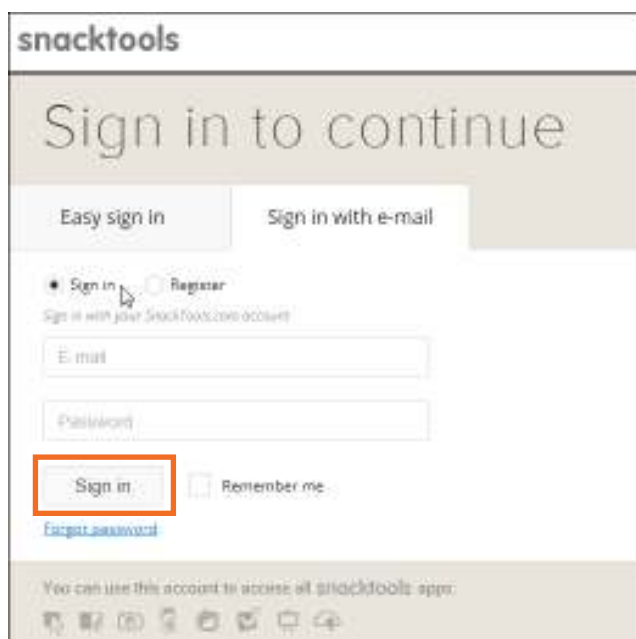 snacktools
Sign in to continue
Easy sign in Sign in with e-mail
Sign in Register
Sign in with your SnackTools.com account
E-mail
Password
Sign in Remember me
Forgot password
You can use this account to access all snacktools apps